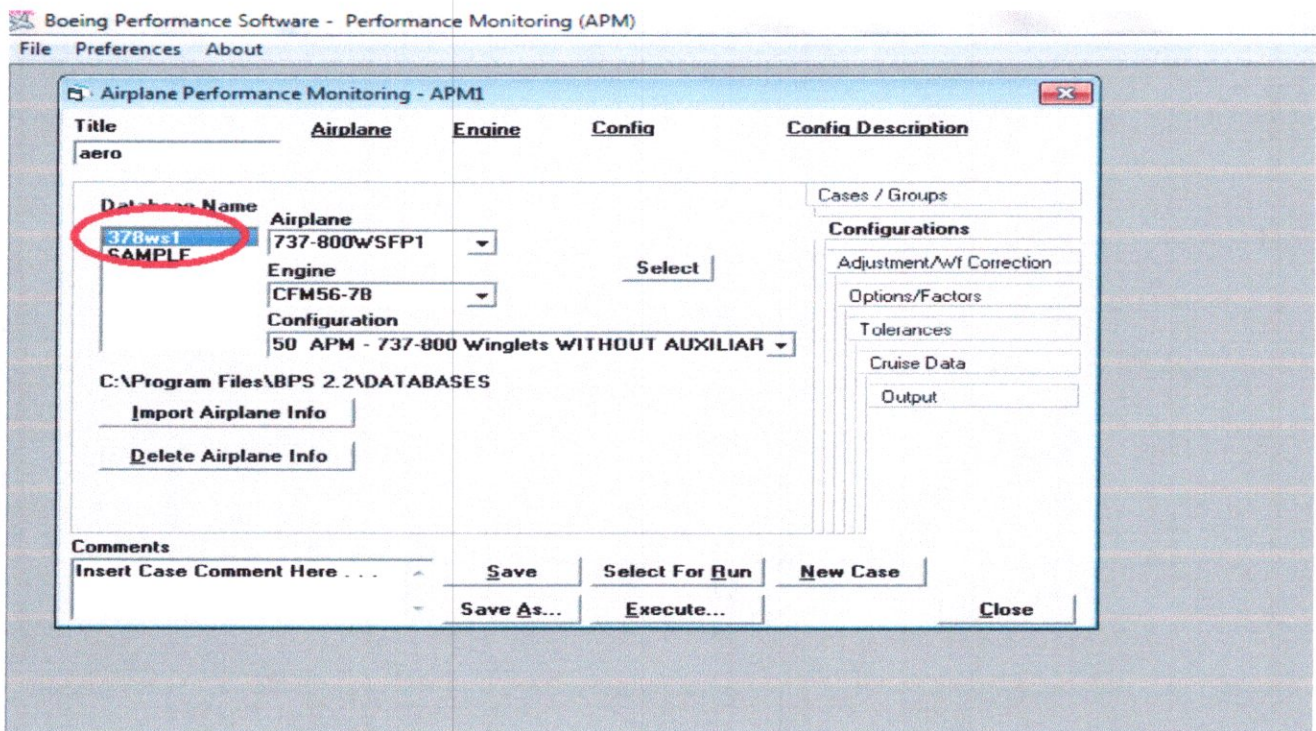 Boeing Performance Software - Performance Monitoring (APM)
File Preferences About
Airplane Performance Monitoring - APM1
Title
Airplane Engine Config Config Description
aero
Database Name
378ws1
SAMPLE
Airplane
737-800WSFP1
Engine
CFM56-7B
Configuration
50 APM - 737-800 Winglets WITHOUT AUXILIAR
Select
C:\Program Files\BPS 2.2\DATABASES
Import Airplane Info
Delete Airplane Info
Cases / Groups
Configurations
Adjustment/Wf Correction
Options/Factors
Tolerances
Cruise Data
Output
Comments
Insert Case Comment Here . . .
Save Select For Run New Case
Save As... Execute... Close